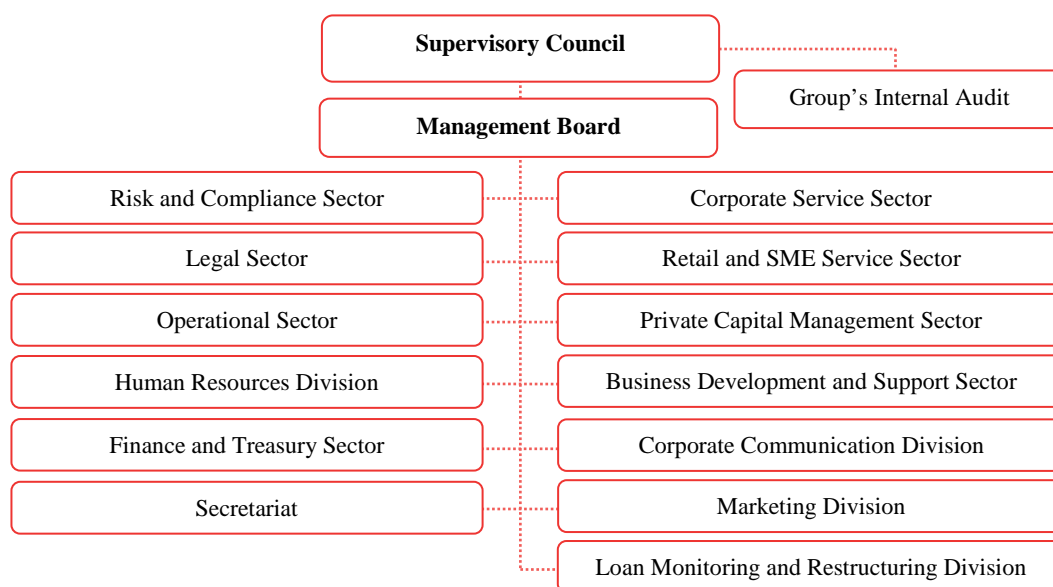 Supervisory Council
Group's Internal Audit
Management Board
Risk and Compliance Sector
Corporate Service Sector
Legal Sector
Retail and SME Service Sector
Operational Sector
Private Capital Management Sector
Human Resources Division
Business Development and Support Sector
Finance and Treasury Sector
Corporate Communication Division
Secretariat
Marketing Division
Loan Monitoring and Restructuring Division